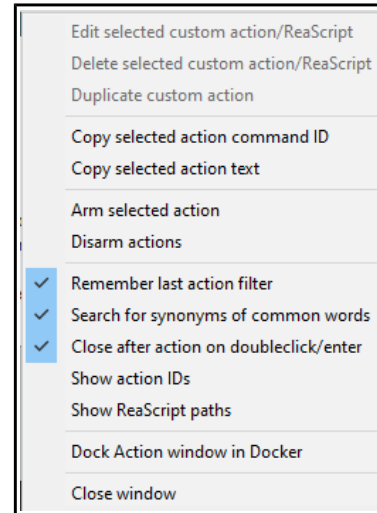 Edit selected custom action/ReaScript
Delete selected custom action/ReaScript
Duplicate custom action
Copy selected action command ID
Copy selected action text
Arm selected action
Disarm actions
Remember last action filter
Search for synonyms of common words
Close after action on doubleclick/enter
Show action IDs
Show ReaScript paths
Dock Action window in Docker
Close window